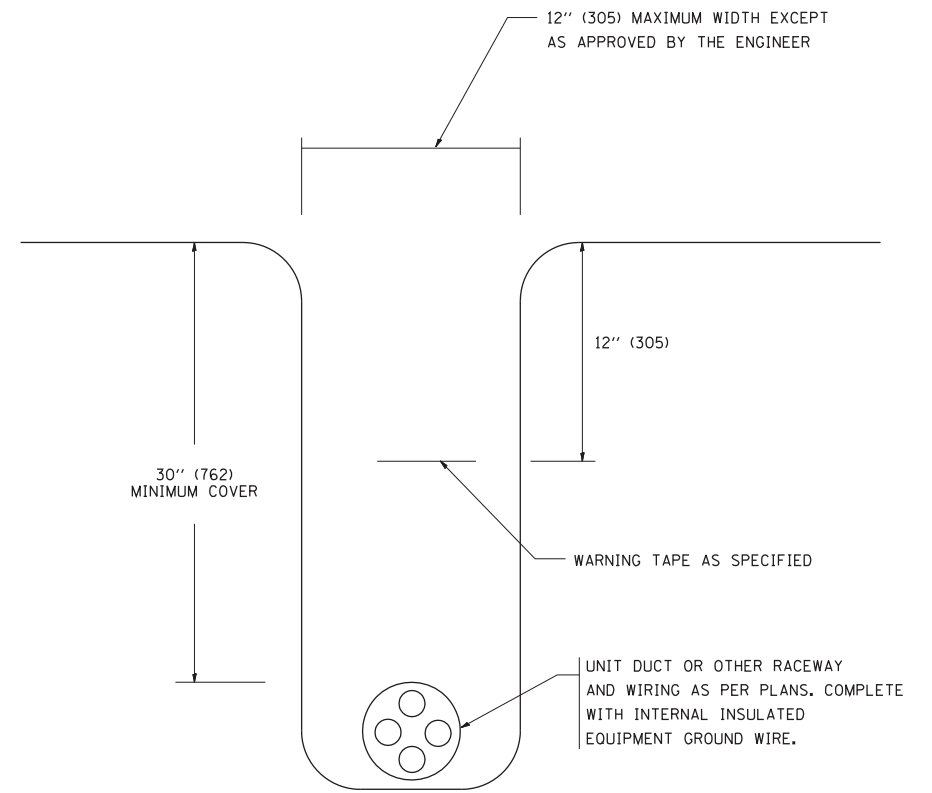 12'' (305) MAXIMUM WIDTH EXCEPT
AS APPROVED BY THE ENGINEER
12'' (305)
30'' (762)
MINIMUM COVER
WARNING TAPE AS SPECIFIED
UNIT DUCT OR OTHER RACEWAY
AND WIRING AS PER PLANS. COMPLETE
WITH INTERNAL INSULATED
EQUIPMENT GROUND WIRE.